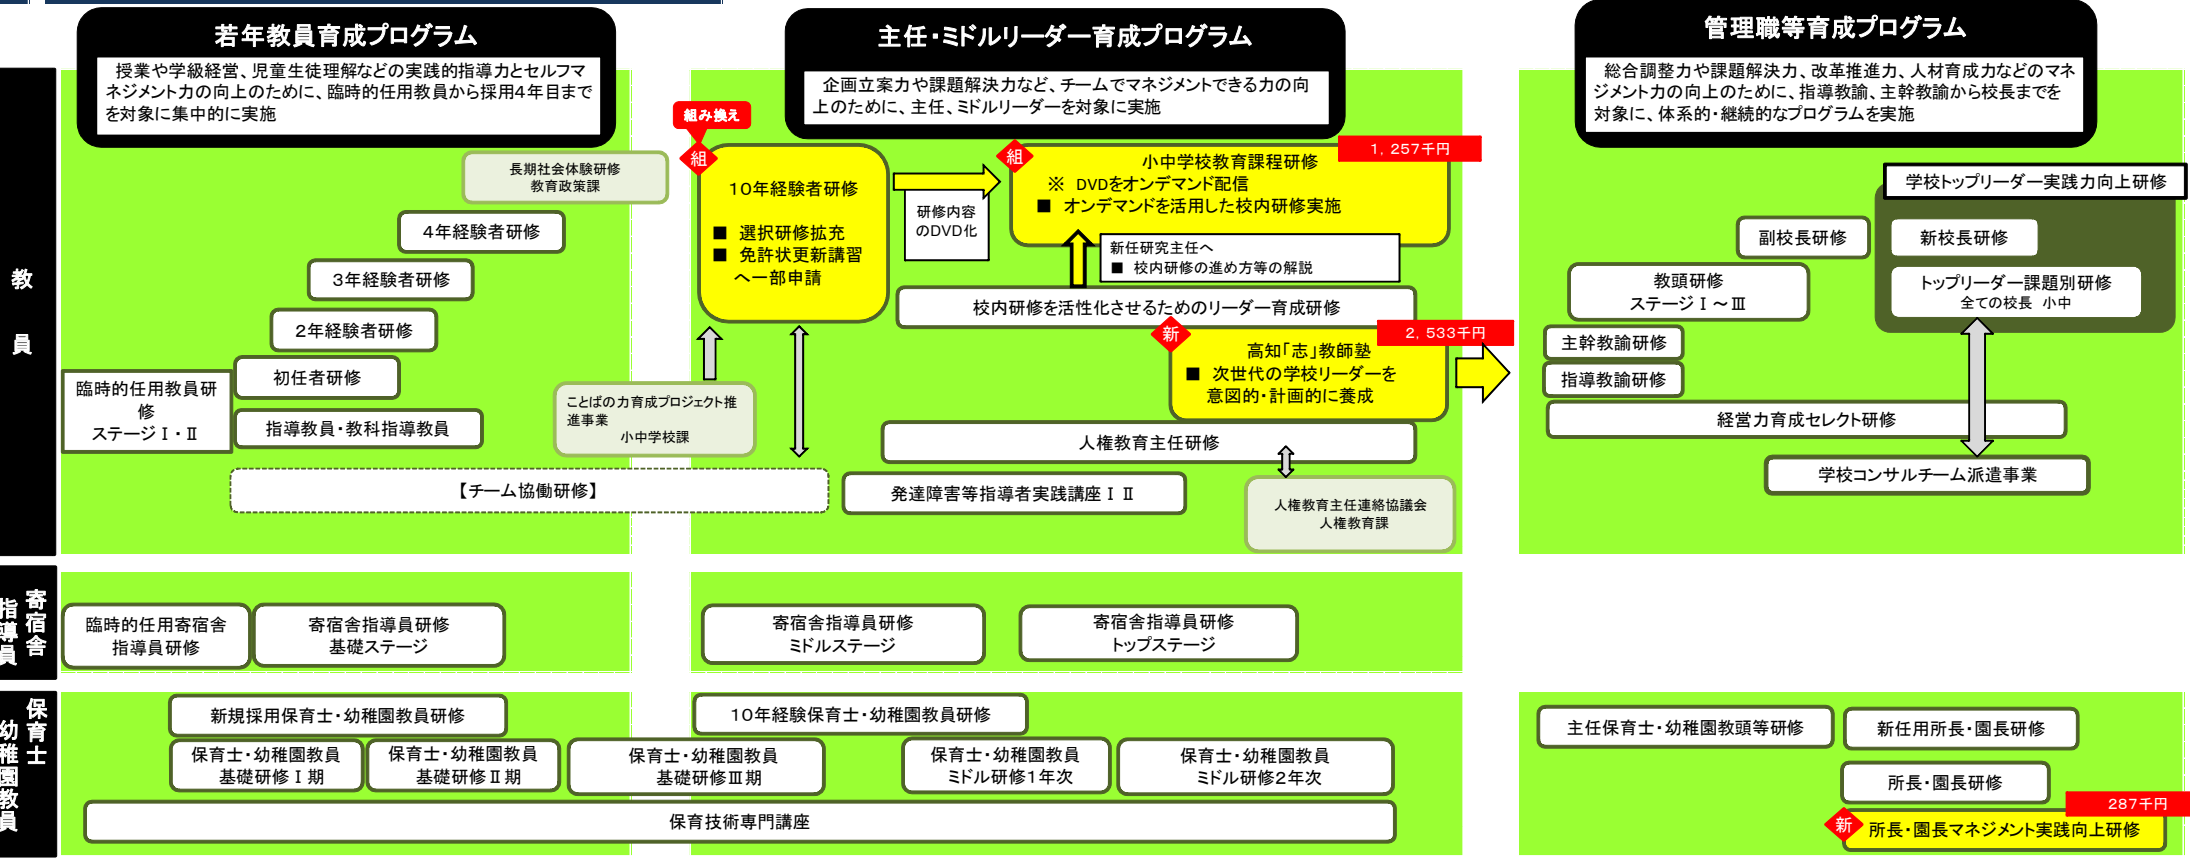 若年教員育成プログラム
授業や学級経営、児童生徒理解などの実践的指導力とセルフマ
ネジメント力の向上のために、臨時的任用教員から採用4年目まで
を対象に集中的に実施
主任・ミドルリーダー育成プログラム
企画立案力や課題解決力など、チームでマネジメントできる力の向
上のために、主任、ミドルリーダーを対象に実施
管理職等育成プログラム
総合調整力や課題解決力、改革推進力、人材育成力などのマネ
ジメント力の向上のために、指導教諭、主幹教諭から校長までを
対象に、体系的・継続的なプログラムを実施
教員
長期社会体験研修
教育政策課
4年経験者研修
3年経験者研修
2年経験者研修
初任者研修
臨時的任用教員研
修
ステージⅠ・Ⅱ
指導教員・教科指導教員
【チーム協働研修】
ことばの力育成プロジェクト推
進事業
小中学校課
組み換え
組
10年経験者研修
■ 選択研修拡充
■ 免許状更新講習
へ一部申請
研修内容
のDVD化
組
1,257千円
小中学校教育課程研修
※ DVDをオンデマンド配信
■ オンデマンドを活用した校内研修実施
新任研究主任へ
■ 校内研修の進め方等の解説
校内研修を活性化させるためのリーダー育成研修
新
2,533千円
高知「志」教師塾
■ 次世代の学校リーダーを
意図的・計画的に養成
人権教育主任研修
発達障害等指導者実践講座ⅠⅡ
人権教育主任連絡協議会
人権教育課
学校トップリーダー実践力向上研修
副校長研修
新校長研修
教頭研修
ステージⅠ～Ⅲ
トップリーダー課題別研修
全ての校長 小中
主幹教諭研修
指導教諭研修
経営力育成セレクト研修
学校コンサルチーム派遣事業
寄宿舎
指導員
臨時的任用寄宿舎
指導員研修
寄宿舎指導員研修
基礎ステージ
寄宿舎指導員研修
ミドルステージ
寄宿舎指導員研修
トップステージ
保育士
幼稚園教員
新規採用保育士・幼稚園教員研修
保育士・幼稚園教員
基礎研修Ⅰ期
保育士・幼稚園教員
基礎研修Ⅱ期
保育士・幼稚園教員
基礎研修Ⅲ期
10年経験保育士・幼稚園教員研修
保育士・幼稚園教員
ミドル研修1年次
保育士・幼稚園教員
ミドル研修2年次
保育技術専門講座
主任保育士・幼稚園教頭等研修
新任用所長・園長研修
所長・園長研修
287千円
新
所長・園長マネジメント実践向上研修